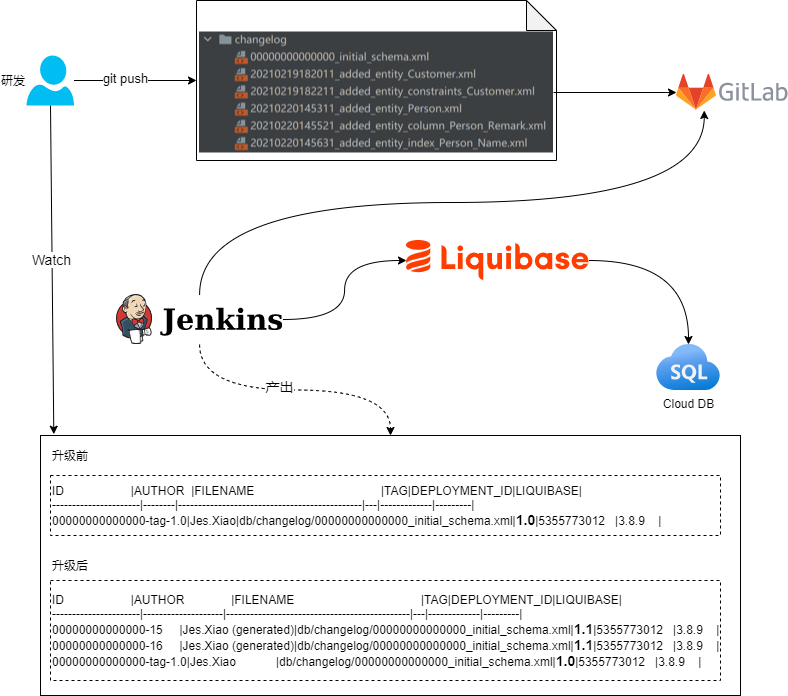 changelog
00000000000000_initial_schema.xml
20210219182011_added_entity_Customer.xml
20210219182211_added_entity_constraints_Customer.xml
20210220145311_added_entity_Person.xml
20210220145521_added_entity_column_Person_Remark.xml
20210220145631_added_entity_index_Person_Name.xml
研发
git push
GitLab
Watch
Liquibase
Jenkins
SQL
Cloud DB
产出
升级前
ID |AUTHOR |FILENAME |TAG|DEPLOYMENT_ID|LIQUIBASE|
----------------------|--------|----------------------------------------------|---|-------------|---------|
00000000000000-tag-1.0|Jes.Xiao|db/changelog/00000000000000_initial_schema.xml|1.0|5355773012 |3.8.9 |
升级后
ID |AUTHOR |FILENAME |TAG|DEPLOYMENT_ID|LIQUIBASE|
----------------------|--------------------|----------------------------------------------|---|-------------|---------|
00000000000000-15 |Jes.Xiao (generated)|db/changelog/00000000000000_initial_schema.xml|1.1|5355773012 |3.8.9 |
00000000000000-16 |Jes.Xiao (generated)|db/changelog/00000000000000_initial_schema.xml|1.1|5355773012 |3.8.9 |
00000000000000-tag-1.0|Jes.Xiao |db/changelog/00000000000000_initial_schema.xml|1.0|5355773012 |3.8.9 |